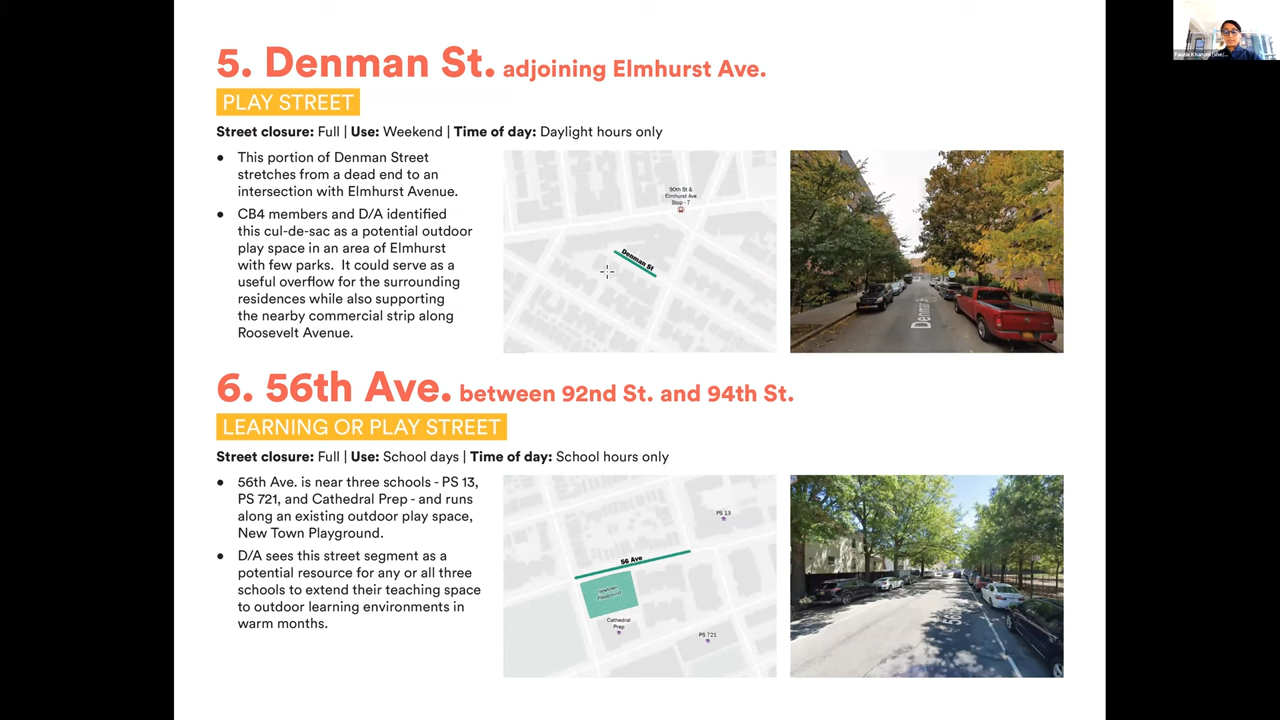 5. Denman St. adjoining Elmhurst Ave.
PLAY STREET
Street closure: Full | Use: Weekend | Time of day: Daylight hours only
● This portion of Denman Street
stretches from a dead end to an
intersection with Elmhurst Avenue.
● CB4 members and D/A identified
this cul-de-sac as a potential outdoor
play space in an area of Elmhurst
with few parks. It could serve as a
useful overflow for the surrounding
residences while also supporting
the nearby commercial strip along
Roosevelt Avenue.
90th St &
Elmhurst Ave
Stop - 7
Denman St
6. 56th Ave. between 92nd St. and 94th St.
LEARNING OR PLAY STREET
Street closure: Full | Use: School days | Time of day: School hours only
● 56th Ave. is near three schools - PS 13,
PS 721, and Cathedral Prep - and runs
along an existing outdoor play space,
New Town Playground.
● D/A sees this street segment as a
potential resource for any or all three
schools to extend their teaching space
to outdoor learning environments in
warm months.
PS 13
56 Ave
Newtown
Playground
Cathedral
Prep
PS 721